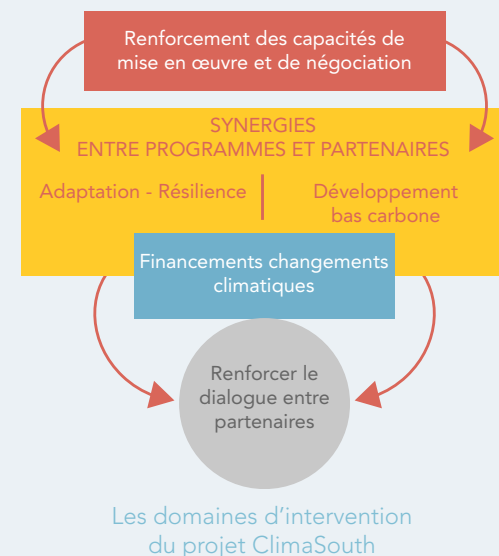 Renforcement des capacités de
mise en œuvre et de négociation
SYNERGIES
ENTRE PROGRAMMES ET PARTENAIRES
Adaptation - Résilience
Développement
bas carbone
Financements changements
climatiques
Renforcer le
dialogue entre
partenaires
Les domaines d’intervention
du projet ClimaSouth